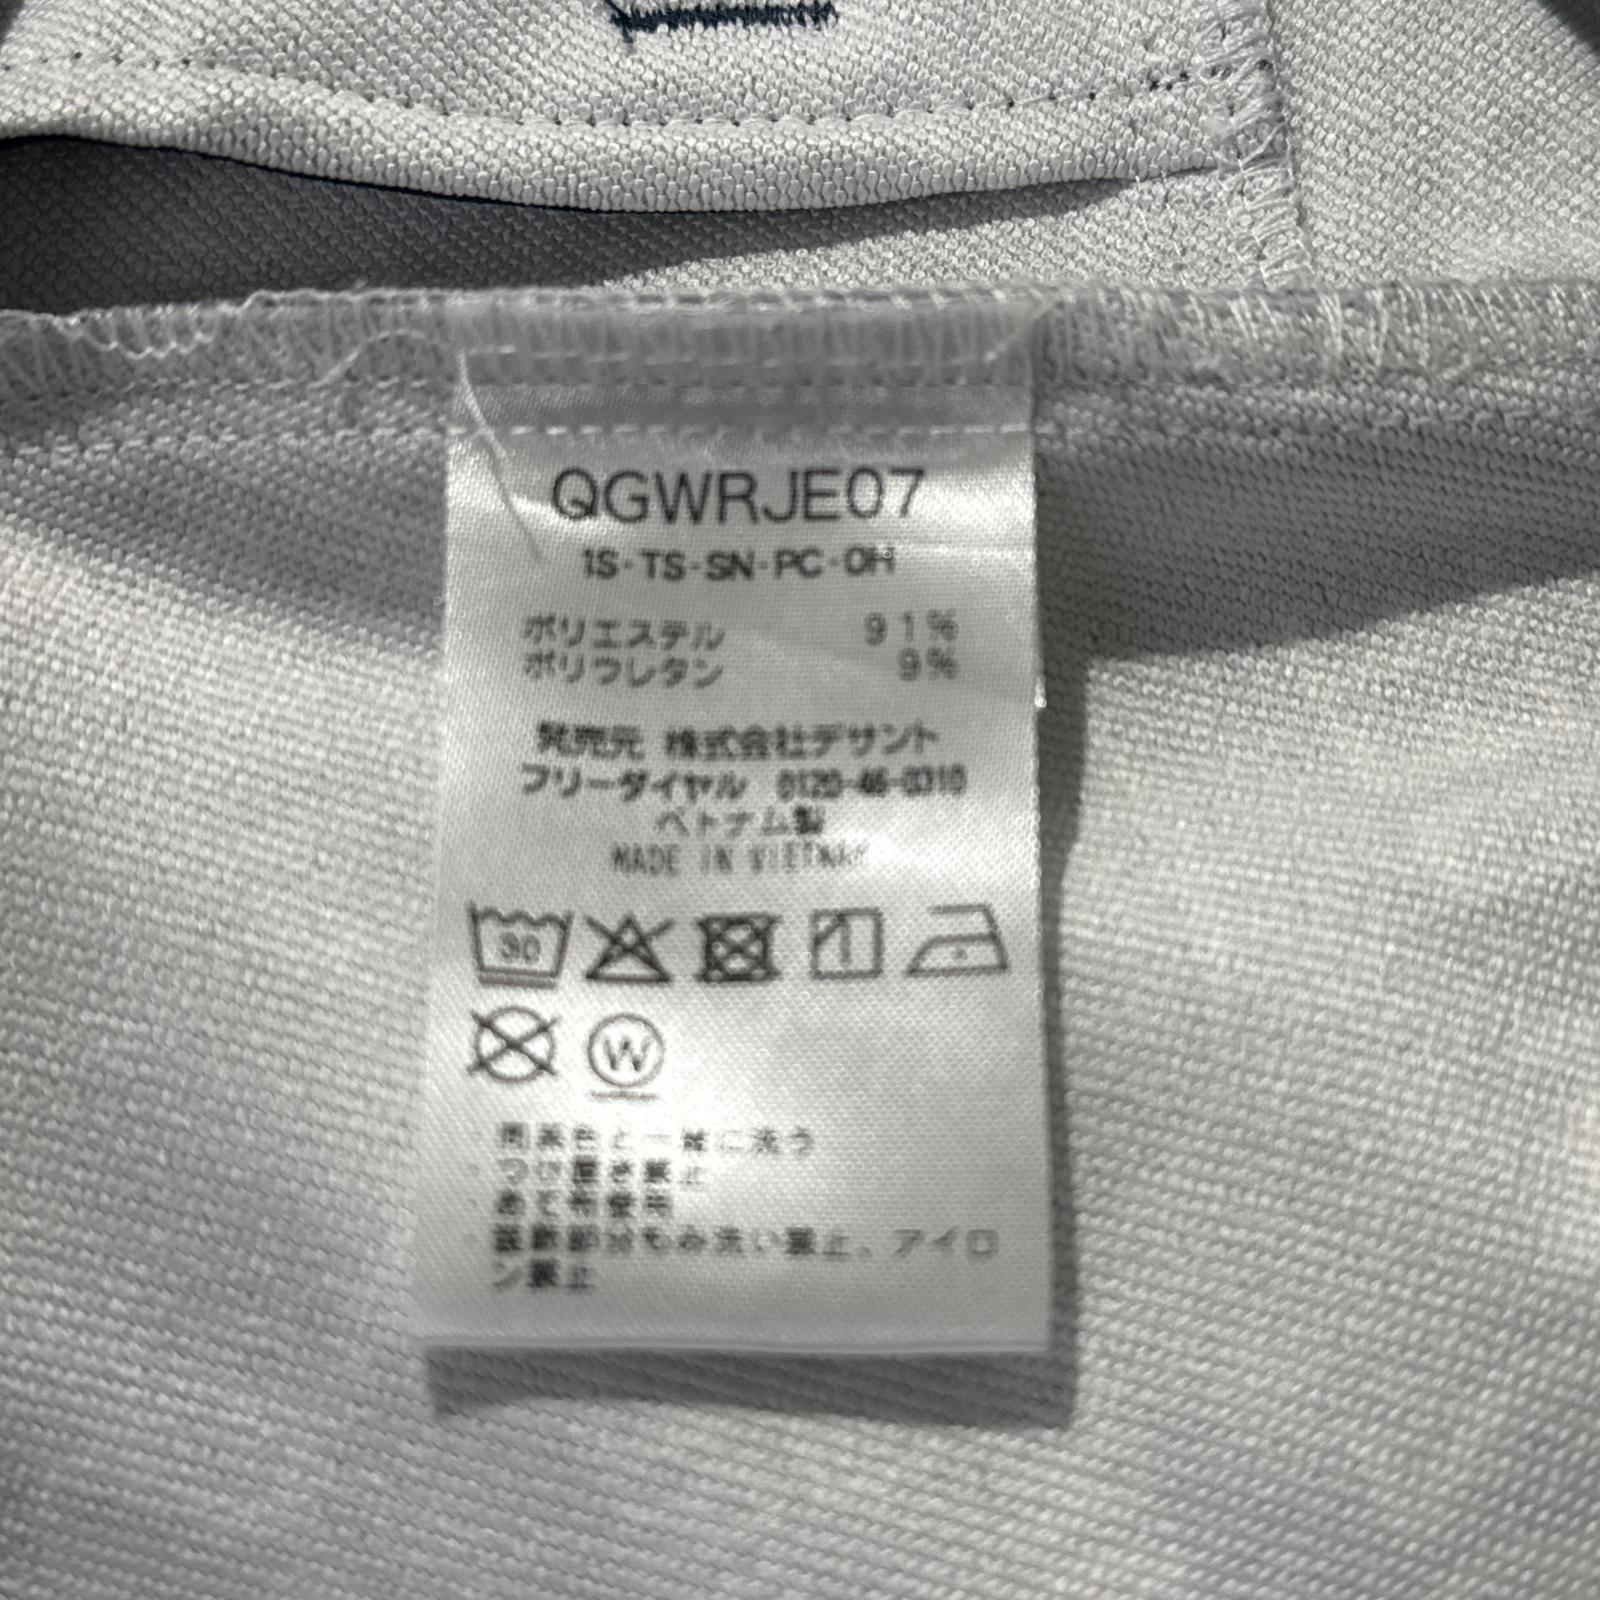 QGWRJE07
1S-TS-SN-PC-OH
ポリエステル 91%
ポリウレタン 9%
発売元 株式会社デサント
フリーダイヤル 0120-46-0310
ベトナム製
MADE IN VIETNAM
30
W
同系色と一緒に洗う
つけ置き禁止
あて布使用
装飾部分もみ洗い禁止、アイロ
ン禁止